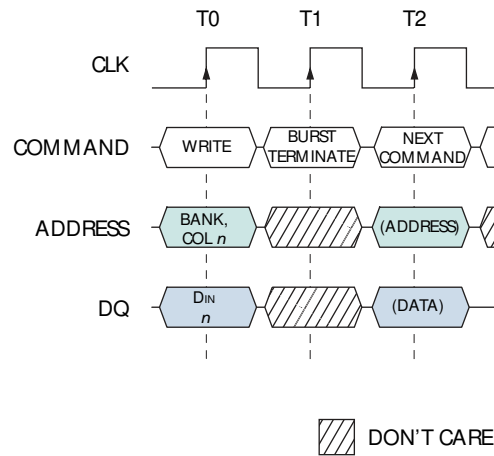 T0 T1 T2
CLK
COMMAND WRITE BURST TERMINATE NEXT COMMAND
ADDRESS BANK, COL n (ADDRESS)
DQ DIN n (DATA)
DON'T CARE